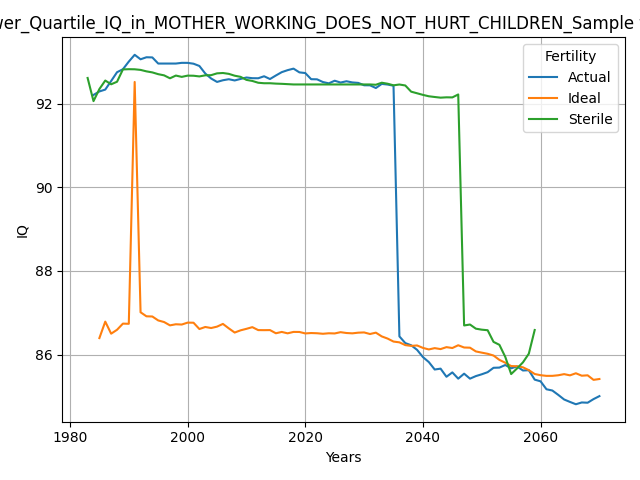 wer_Quartile_IQ_in_MOTHER_WORKING_DOES_NOT_HURT_CHILDREN_Sample
Fertility
Actual
Ideal
Sterile
92
90
88
86
IQ
1980
2000
2020
2040
2060
Years